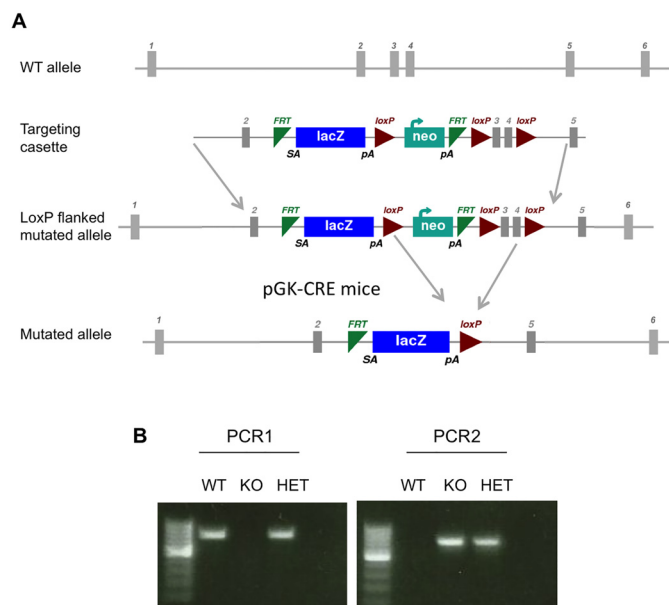 A
WT allele
1 2 3 4 5 6
Targeting
casette
2 FRT loxP FRT loxP 3 4 loxP 5
lacZ neo
SA pA pA
LoxP flanked
mutated allele
1 2 FRT loxP FRT loxP 3 4 loxP 5 6
lacZ neo
SA pA pA
pGK-CRE mice
Mutated allele
1 2 FRT loxP 5 6
lacZ
SA pA
B
PCR1 PCR2
WT KO HET WT KO HET